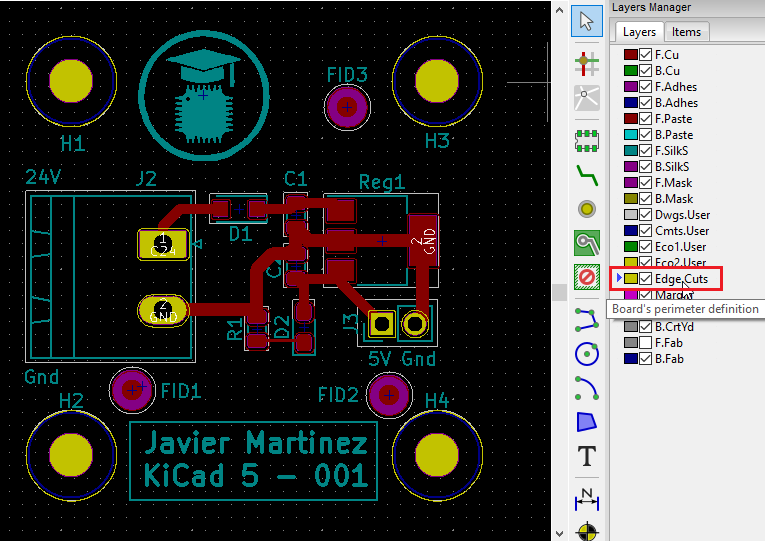 Layers Manager
Layers
Items
F.Cu
B.Cu
F.Adhes
B.Adhes
F.Paste
B.Paste
F.SilkS
B.SilkS
F.Mask
B.Mask
Dwgs.User
Cmts.User
Eco1.User
Eco2.User
Edge.Cuts
Board's perimeter definition
B.CrtYd
F.Fab
B.Fab
FID3
H1
H3
24V
J2
C1
Reg1
D1
1
C24
2
GND
2
GND
R1
D2
J3
5V Gnd
Gnd
FID1
FID2
H2
H4
Javier Martinez
KiCad 5 - 001
T
N